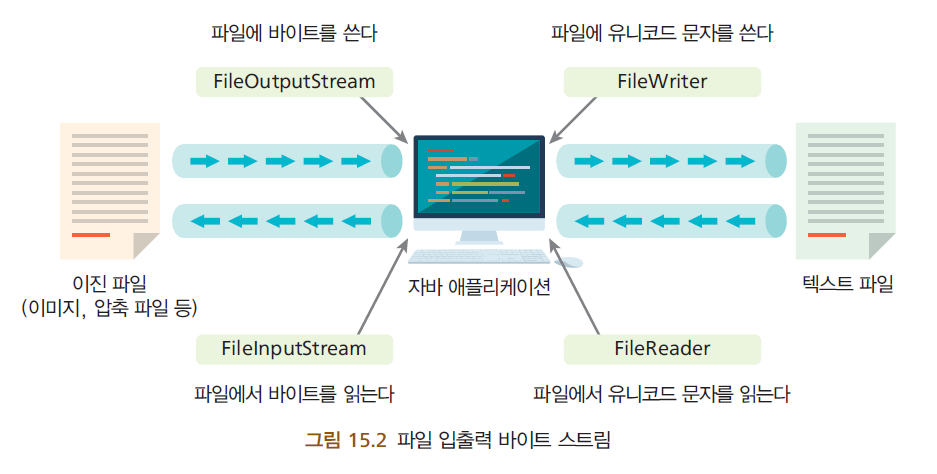 파일에 바이트를 쓴다
파일에 유니코드 문자를 쓴다
FileOutputStream
FileWriter
이진 파일
(이미지, 압축 파일 등)
자바 애플리케이션
텍스트 파일
FileInputStream
FileReader
파일에서 바이트를 읽는다
파일에서 유니코드 문자를 읽는다
그림 15.2 파일 입출력 바이트 스트림